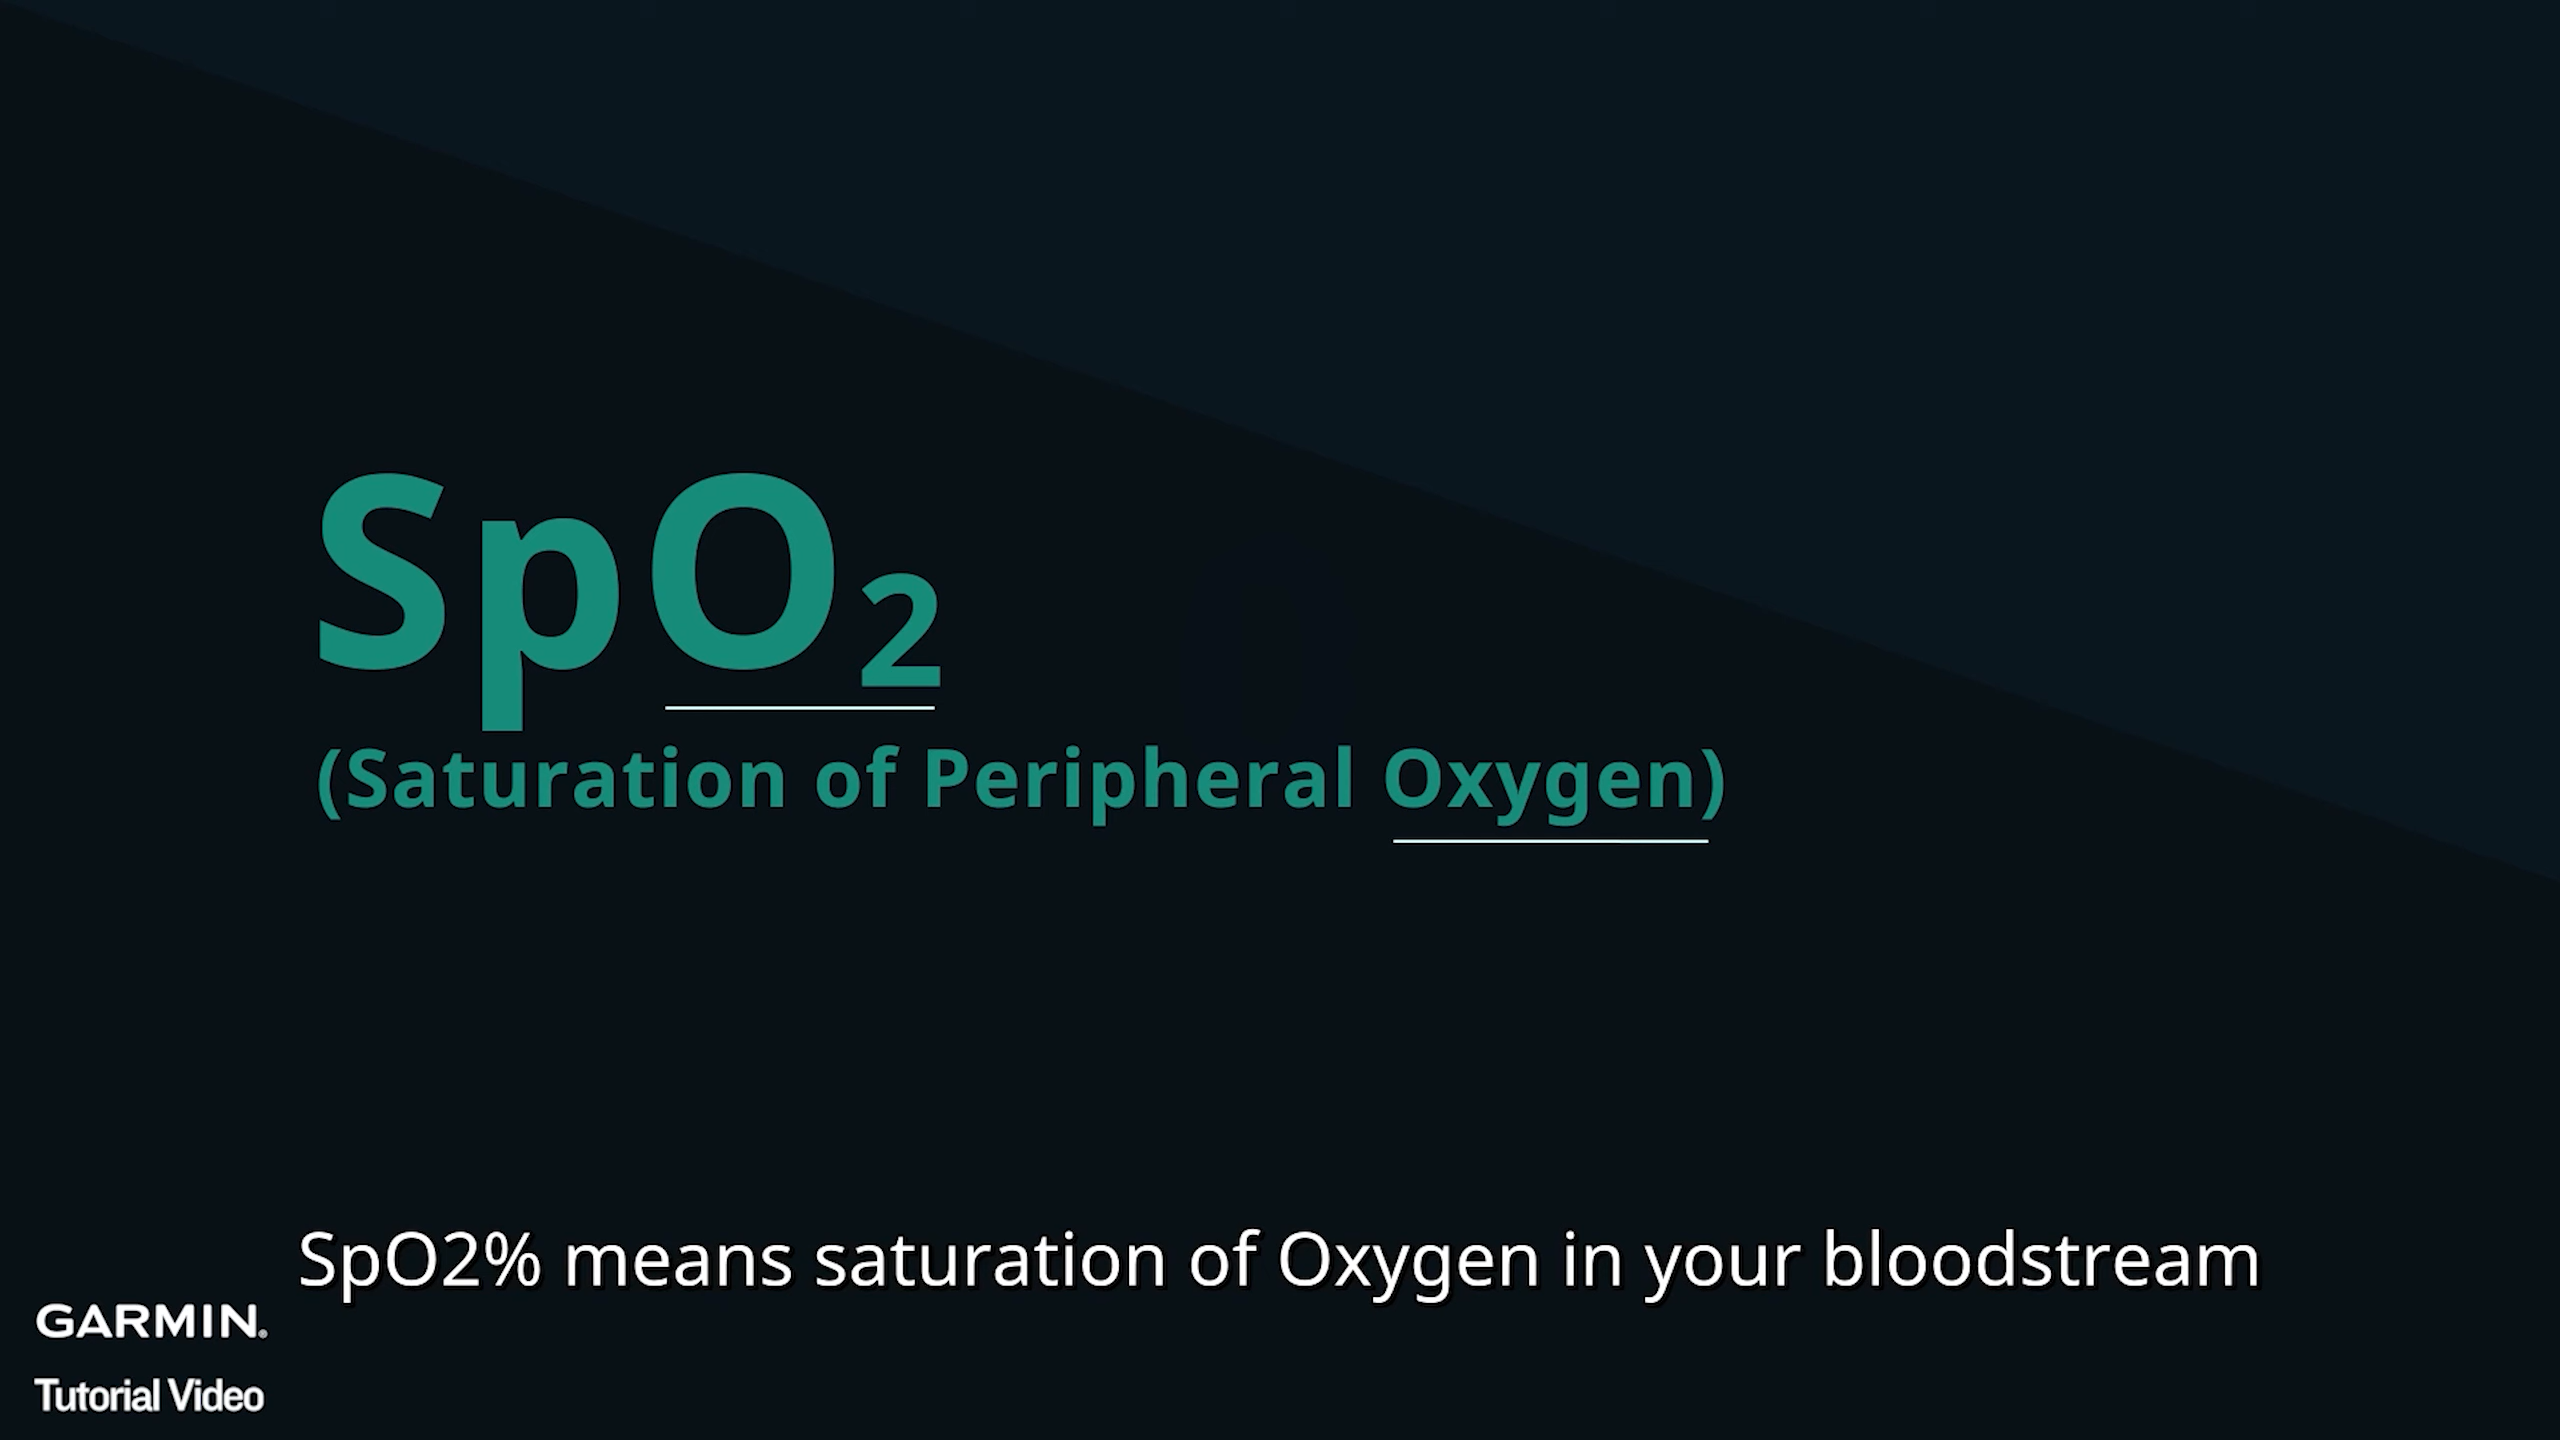 SpO₂
(Saturation of Peripheral Oxygen)
SpO2% means saturation of Oxygen in your bloodstream
GARMIN®
Tutorial Video